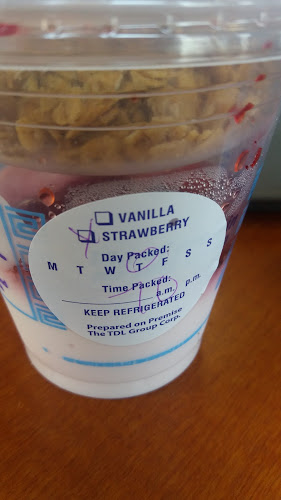 VANILLA
STRAWBERRY
Day Packed:
M T W T F S S
Time Packed:
a.m. p.m.
KEEP REFRIGERATED
Prepared on Premise
The TDL Group Corp.